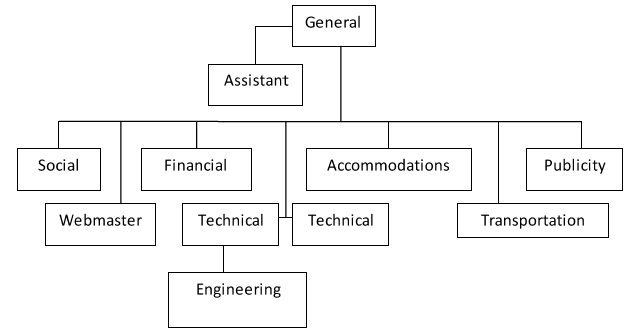 General
Assistant
Social
Financial
Accommodations
Publicity
Webmaster
Technical
Technical
Transportation
Engineering